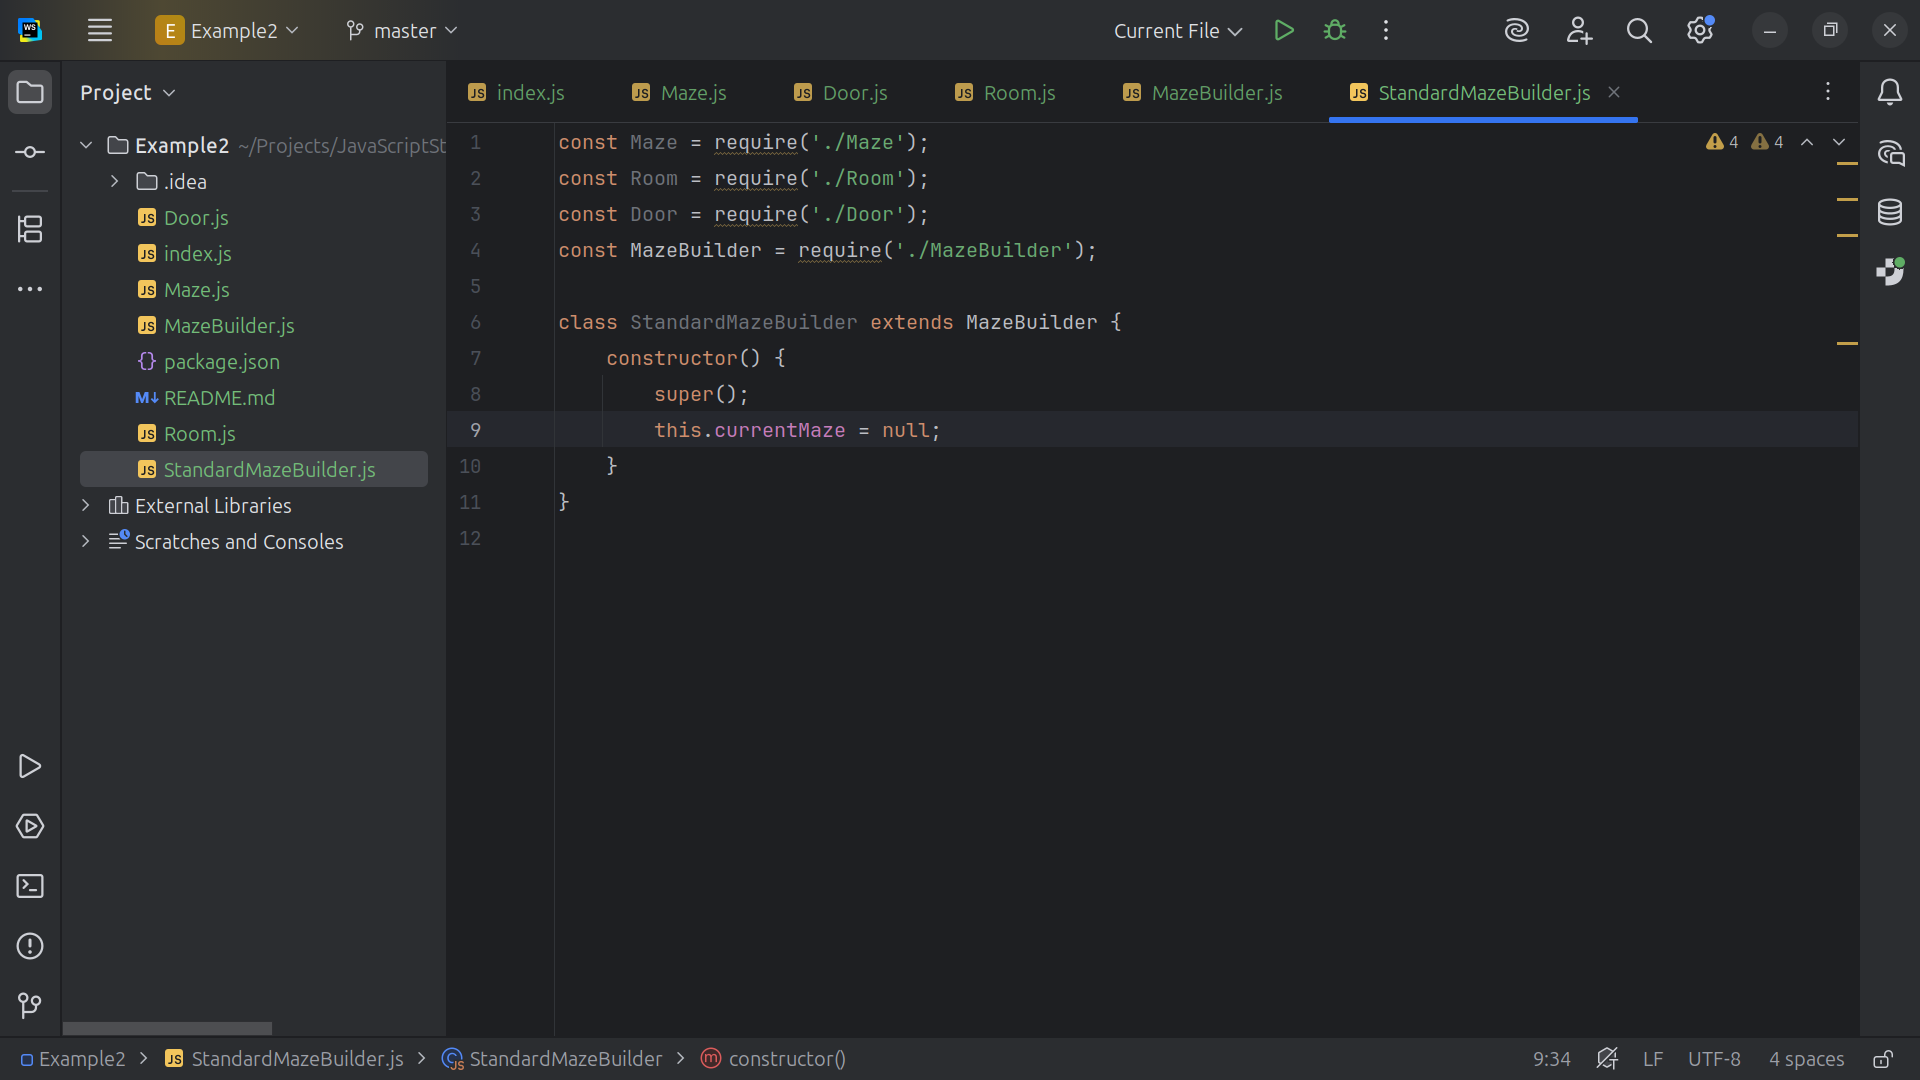 WS
E Example2
master
Current File
Project
index.js
Maze.js
Door.js
Room.js
MazeBuilder.js
StandardMazeBuilder.js
Example2 ~/Projects/JavaScriptSt
.idea
Door.js
index.js
Maze.js
MazeBuilder.js
package.json
README.md
Room.js
StandardMazeBuilder.js
External Libraries
Scratches and Consoles
4 4
1 const Maze = require('./Maze');
2 const Room = require('./Room');
3 const Door = require('./Door');
4 const MazeBuilder = require('./MazeBuilder');
5
6 class StandardMazeBuilder extends MazeBuilder {
7 constructor() {
8 super();
9 this.currentMaze = null;
10 }
11 }
12
Example2 > JS StandardMazeBuilder.js > StandardMazeBuilder > constructor()
9:34
LF
UTF-8
4 spaces